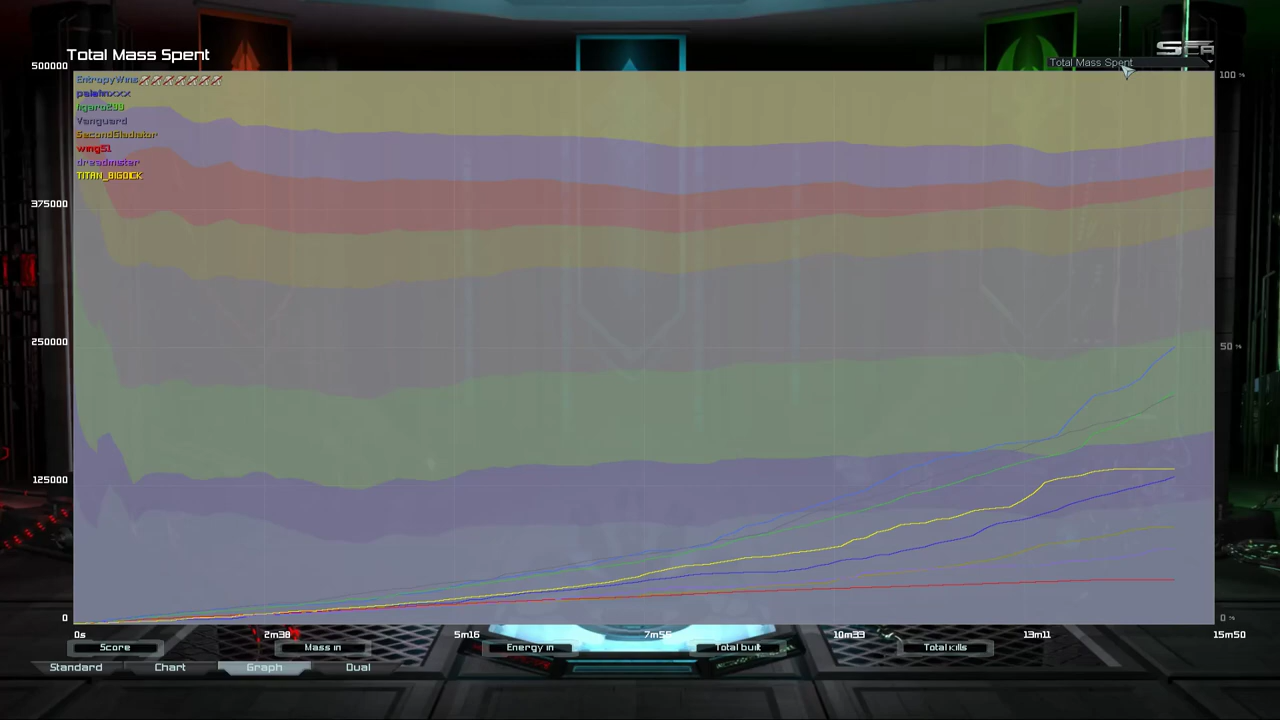 Total Mass Spent
500000
Total Mass Spent
100 %
EntropyWins
Vanguard
SecondGladiator
wing51
dreadmister
TITAN_BIGDICK
375000
250000
50 %
125000
0
0 %
0s
2m38
5m16
7m55
10m33
13m11
15m50
Score
Mass in
Energy in
Total built
Total kills
Standard
Chart
Graph
Dual